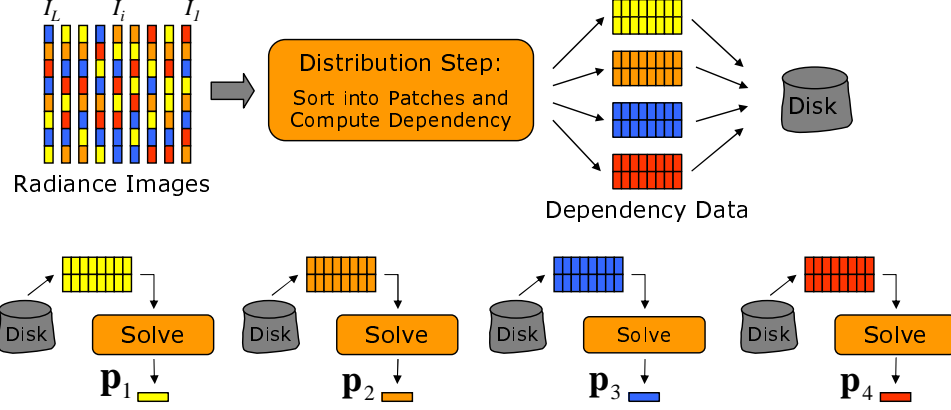 I_L I_i I_1
Distribution Step:
Sort into Patches and
Compute Dependency
Disk
Radiance Images
Dependency Data
Disk
Solve
p_1
Disk
Solve
p_2
Disk
Solve
p_3
Disk
Solve
p_4